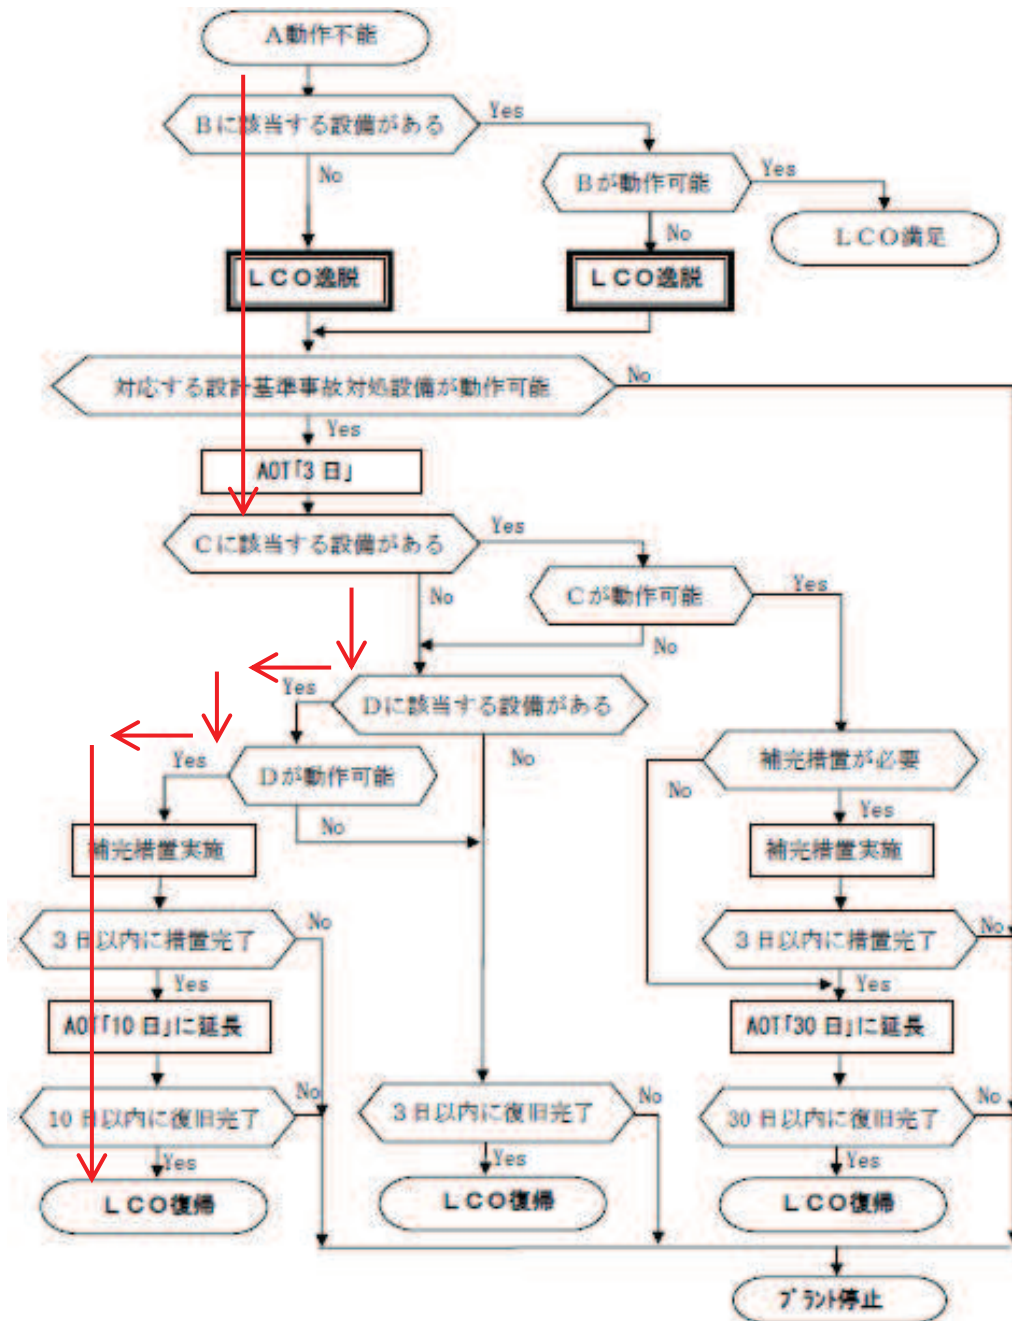 A動作不能
Bに該当する設備がある
Yes
No
Bが動作可能
Yes
No
LCO満足
LCO逸脱
LCO逸脱
対応する設計基準事故対処設備が動作可能
No
Yes
AOT「3日」
Cに該当する設備がある
Yes
No
Cが動作可能
Yes
No
Dに該当する設備がある
Yes
No
Dが動作可能
Yes
No
補完措置が必要
No
Yes
補完措置実施
補完措置実施
3日以内に措置完了
No
Yes
3日以内に措置完了
No
Yes
AOT「10日」に延長
AOT「30日」に延長
10日以内に復旧完了
No
Yes
3日以内に復旧完了
No
Yes
30日以内に復旧完了
No
Yes
LCO復帰
LCO復帰
LCO復帰
プラント停止